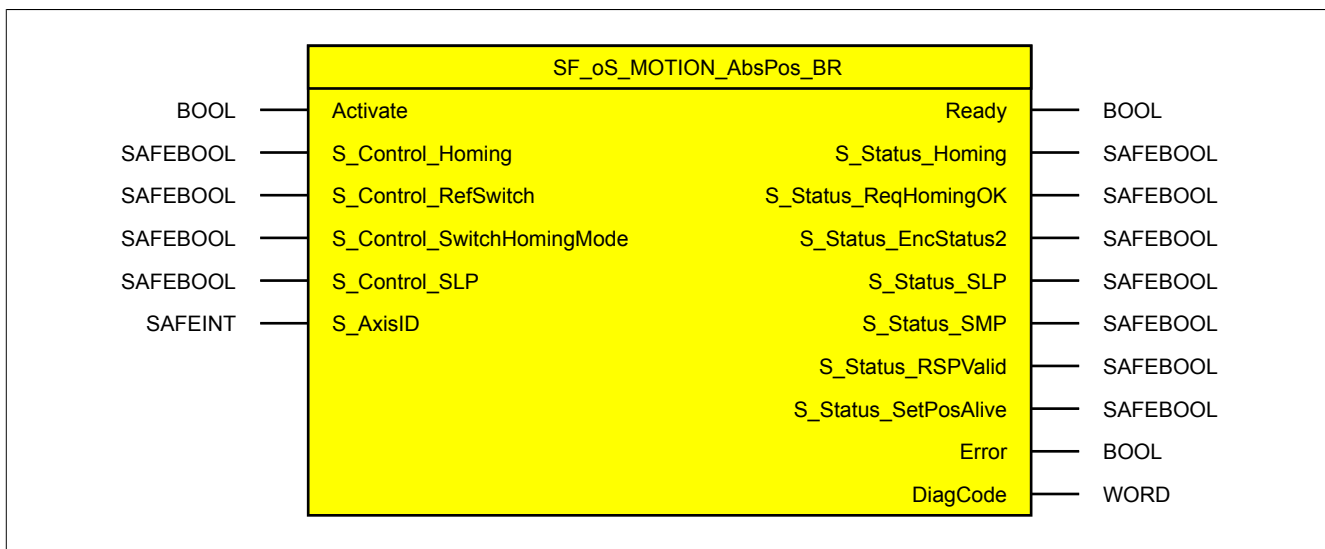 SF_oS_MOTION_AbsPos_BR
BOOL Activate Ready BOOL
SAFEBOOL S_Control_Homing S_Status_Homing SAFEBOOL
SAFEBOOL S_Control_RefSwitch S_Status_ReqHomingOK SAFEBOOL
SAFEBOOL S_Control_SwitchHomingMode S_Status_EncStatus2 SAFEBOOL
SAFEBOOL S_Control_SLP S_Status_SLP SAFEBOOL
SAFEINT S_AxisID S_Status_SMP SAFEBOOL
S_Status_RSPValid SAFEBOOL
S_Status_SetPosAlive SAFEBOOL
Error BOOL
DiagCode WORD